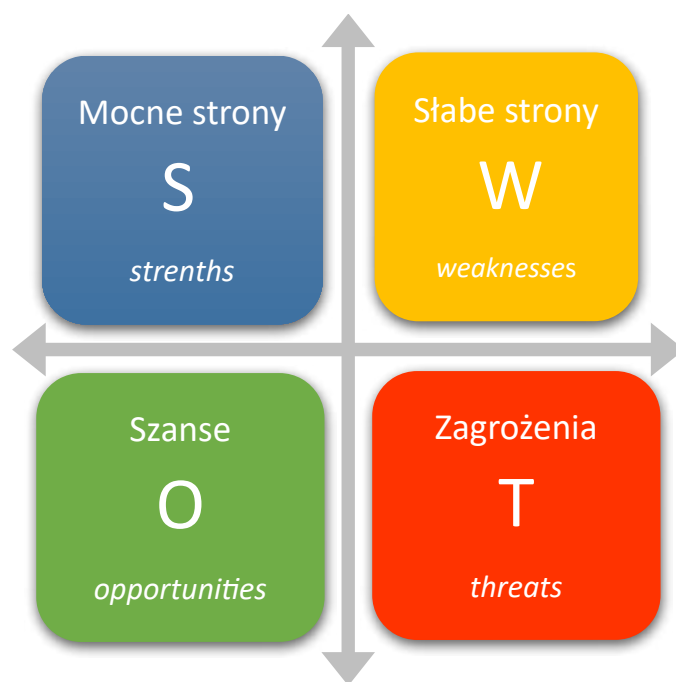 Mocne strony
S
strenths
Słabe strony
W
weaknesses
Szanse
O
opportunities
Zagrożenia
T
threats